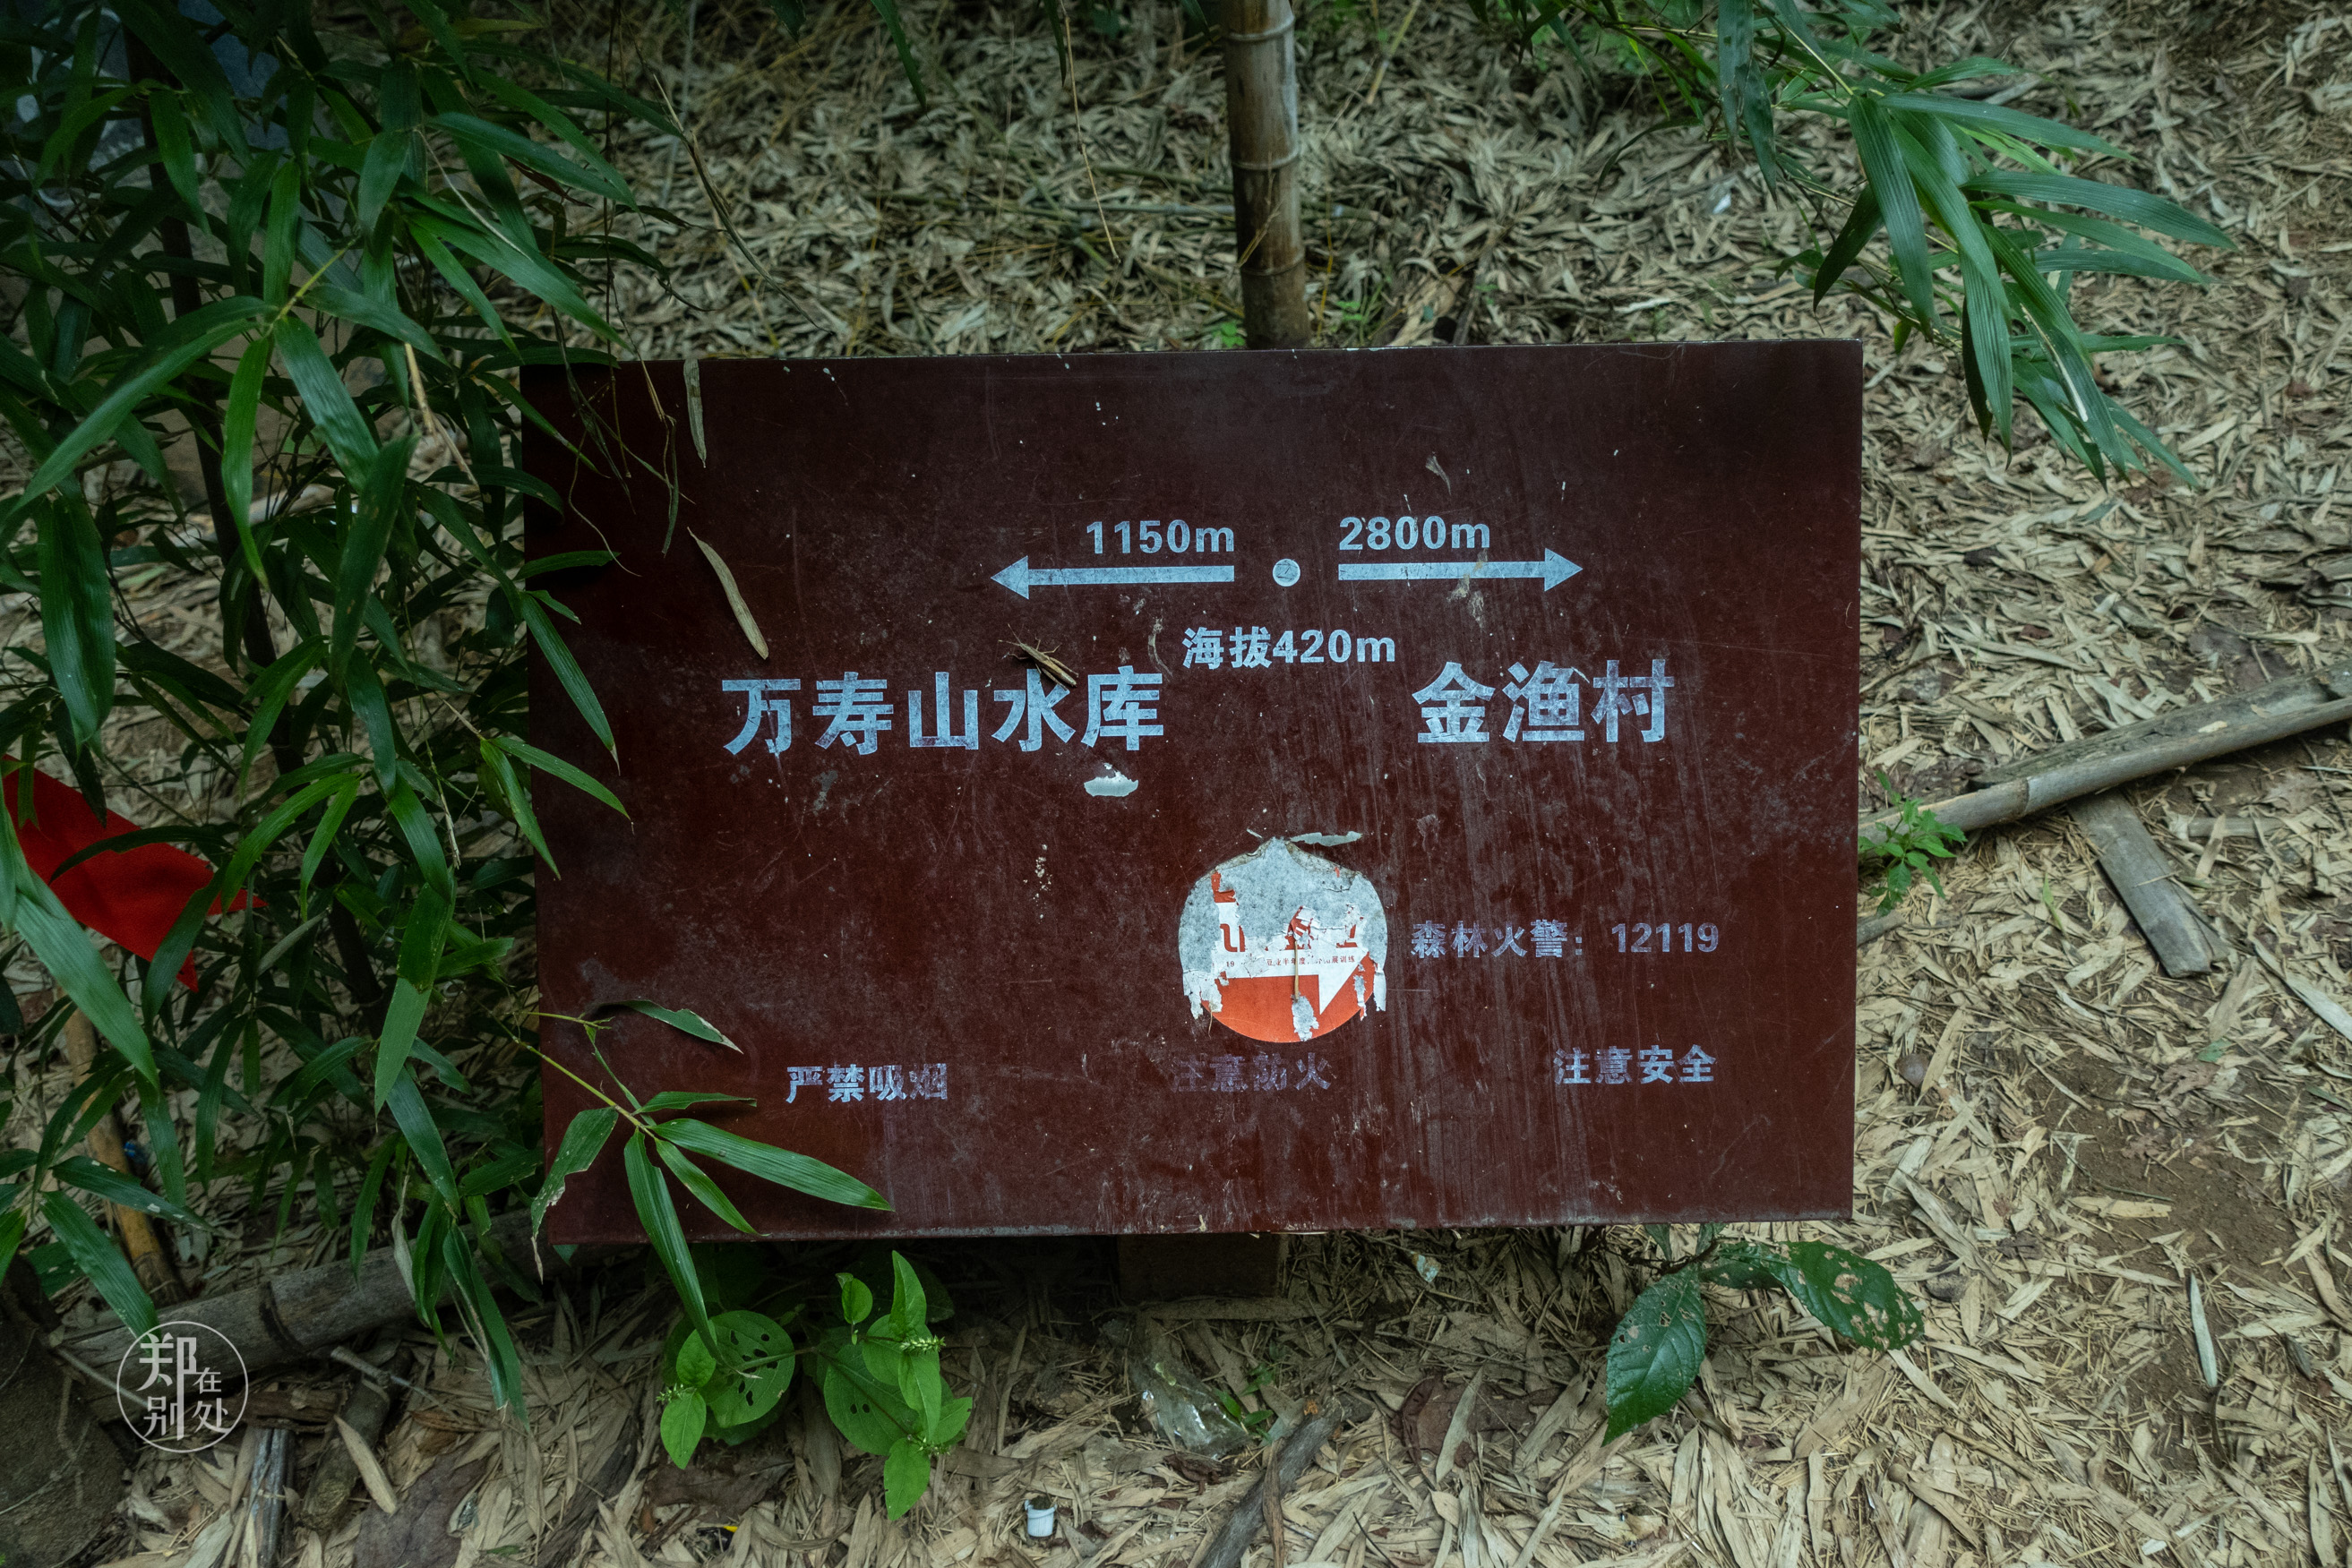 1150m 2800m
海拔420m
万寿山水库 金渔村
森林火警：12119
严禁吸烟 注意防火 注意安全
郑在
别处